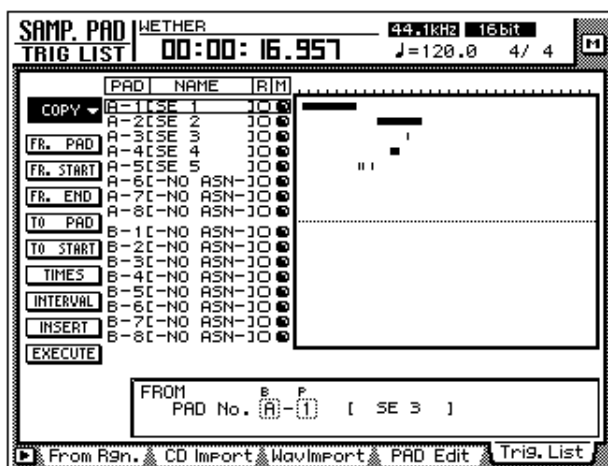 SAMP. PAD WETHER 44.1kHz 16bit
TRIG LIST 00:00:16.957 ♩=120.0 4/ 4 M
PAD NAME R M
COPY
A-1[SE 1 ]
A-2[SE 2 ]
FR. PAD A-3[SE 3 ]
A-4[SE 4 ]
FR. START A-5[SE 5 ]
A-6[-NO ASN-]
FR. END A-7[-NO ASN-]
A-8[-NO ASN-]
TO PAD B-1[-NO ASN-]
TO START B-2[-NO ASN-]
B-3[-NO ASN-]
TIMES B-4[-NO ASN-]
B-5[-NO ASN-]
INTERVAL B-6[-NO ASN-]
INSERT B-7[-NO ASN-]
B-8[-NO ASN-]
EXECUTE
FROM B P
PAD No. A-1 [ SE 3 ]
From Rgn. CD Import WavImport PAD Edit Trig. List